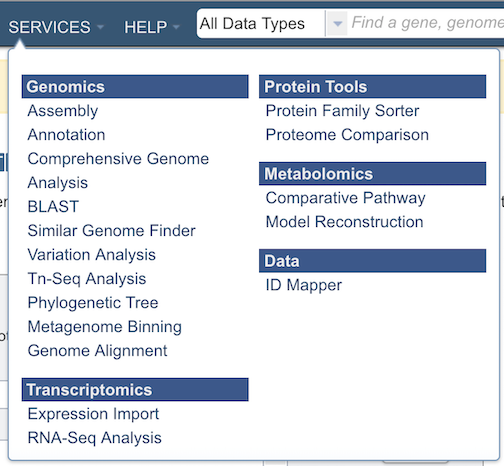 SERVICES HELP All Data Types Find a gene, genome
Genomics
Assembly
Annotation
Comprehensive Genome
Analysis
BLAST
Similar Genome Finder
Variation Analysis
Tn-Seq Analysis
Phylogenetic Tree
Metagenome Binning
Genome Alignment
Transcriptomics
Expression Import
RNA-Seq Analysis
Protein Tools
Protein Family Sorter
Proteome Comparison
Metabolomics
Comparative Pathway
Model Reconstruction
Data
ID Mapper